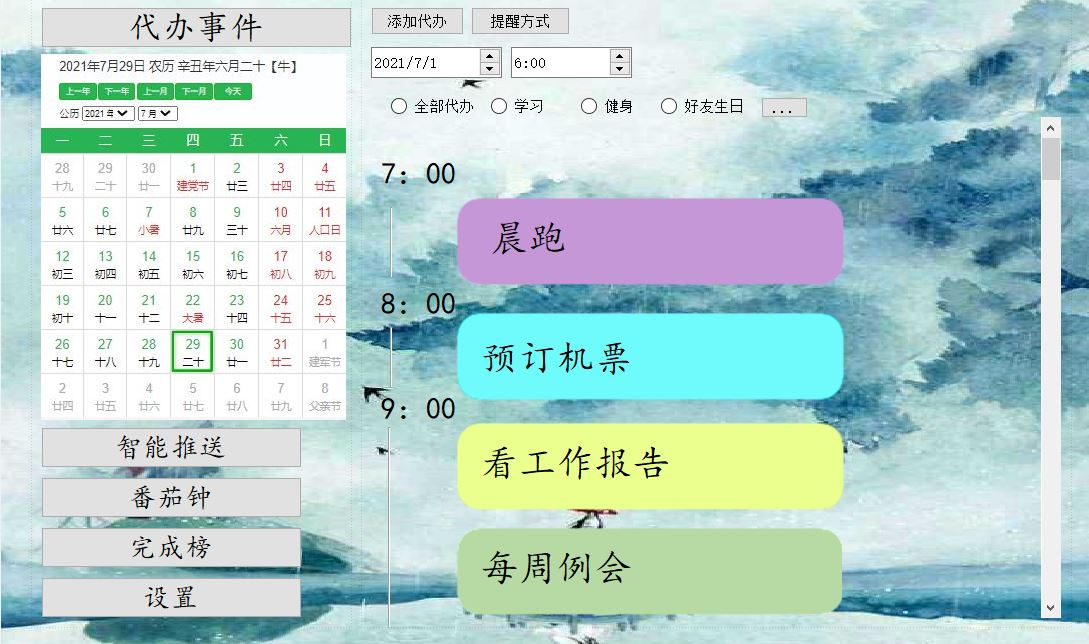 代办事件
2021年7月29日 农历 辛丑年六月二十【牛】
上一年 下一年 上一月 下一月 今天
公历 2021 年 7 月
一 二 三 四 五 六 日
28 29 30 1 2 3 4
十九 二十 廿一 建党节 廿三 廿四 廿五
5 6 7 8 9 10 11
廿六 廿七 小暑 廿九 三十 六月 人口日
12 13 14 15 16 17 18
初三 初四 初五 初六 初七 初八 初九
19 20 21 22 23 24 25
初十 十一 十二 大暑 十四 十五 十六
26 27 28 29 30 31 1
十七 十八 十九 二十 廿一 廿二 建军节
2 3 4 5 6 7 8
廿四 廿五 廿六 廿七 廿八 廿九 父亲节
智能推送
番茄钟
完成榜
设置
添加代办 提醒方式
2021/7/1 6:00
全部代办 学习 健身 好友生日 ...
7：00
晨跑
8：00
预订机票
9：00
看工作报告
每周例会